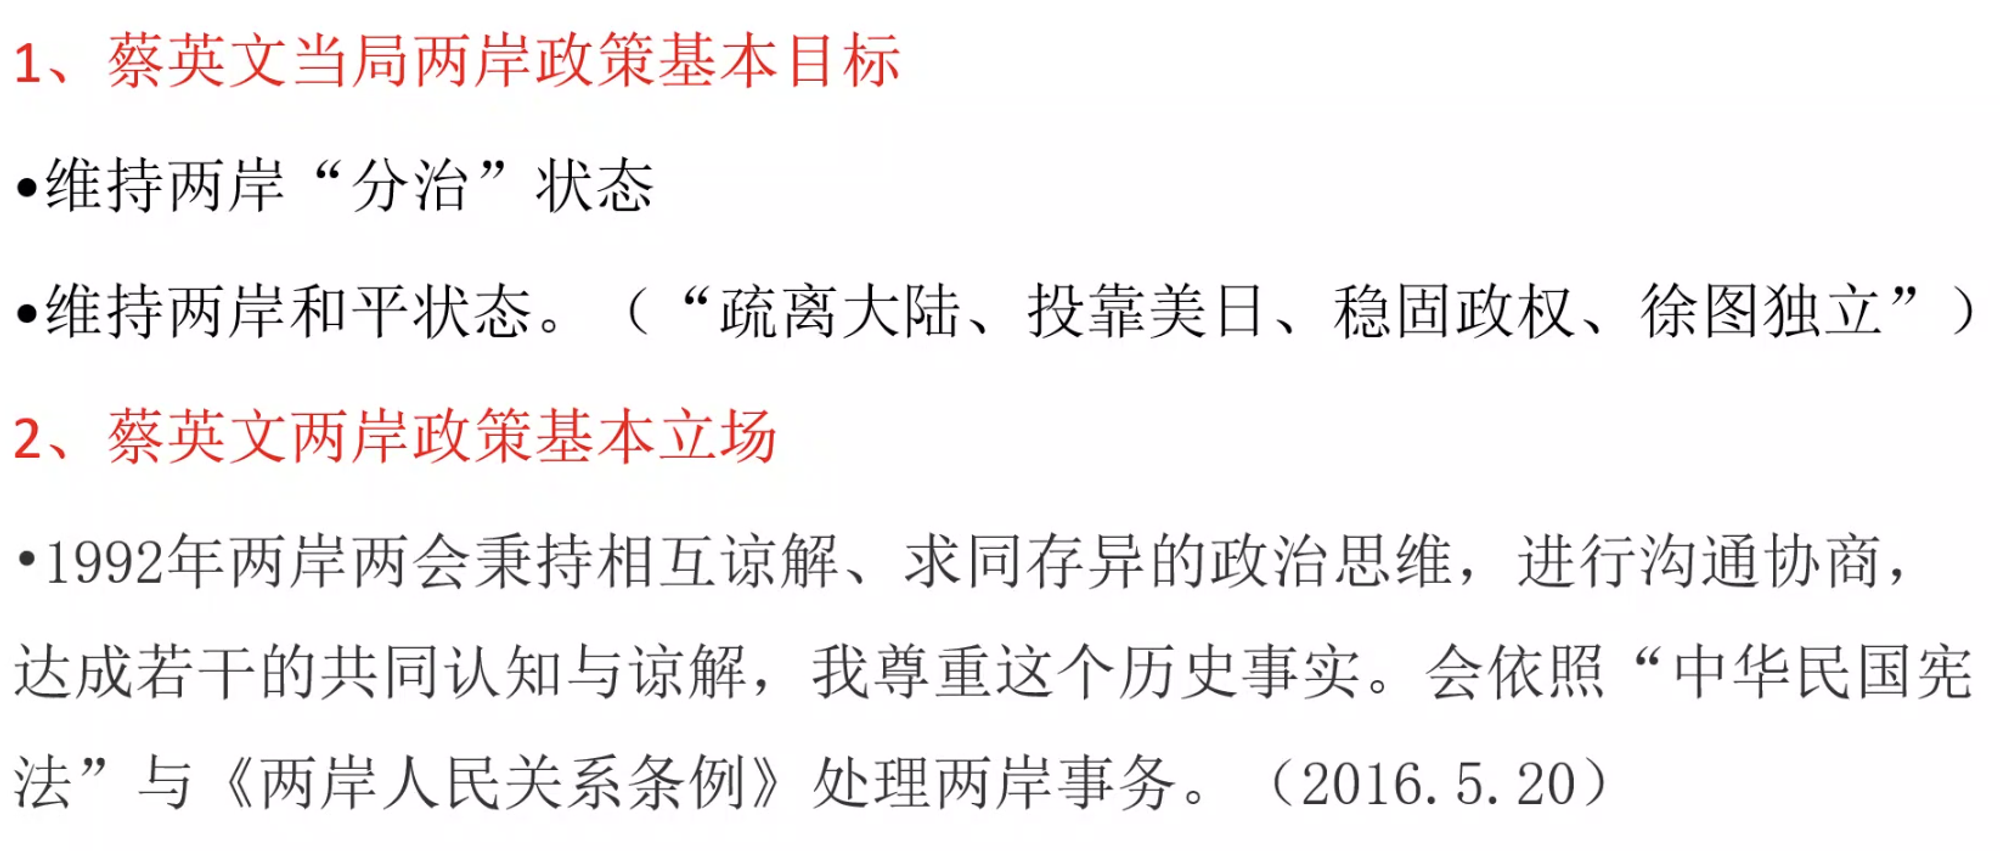 1、蔡英文当局两岸政策基本目标
•维持两岸“分治”状态
•维持两岸和平状态。（“疏离大陆、投靠美日、稳固政权、徐图独立”）
2、蔡英文两岸政策基本立场
•1992年两岸两会秉持相互谅解、求同存异的政治思维，进行沟通协商，
达成若干的共同认知与谅解，我尊重这个历史事实。会依照“中华民国宪
法”与《两岸人民关系条例》处理两岸事务。（2016.5.20）